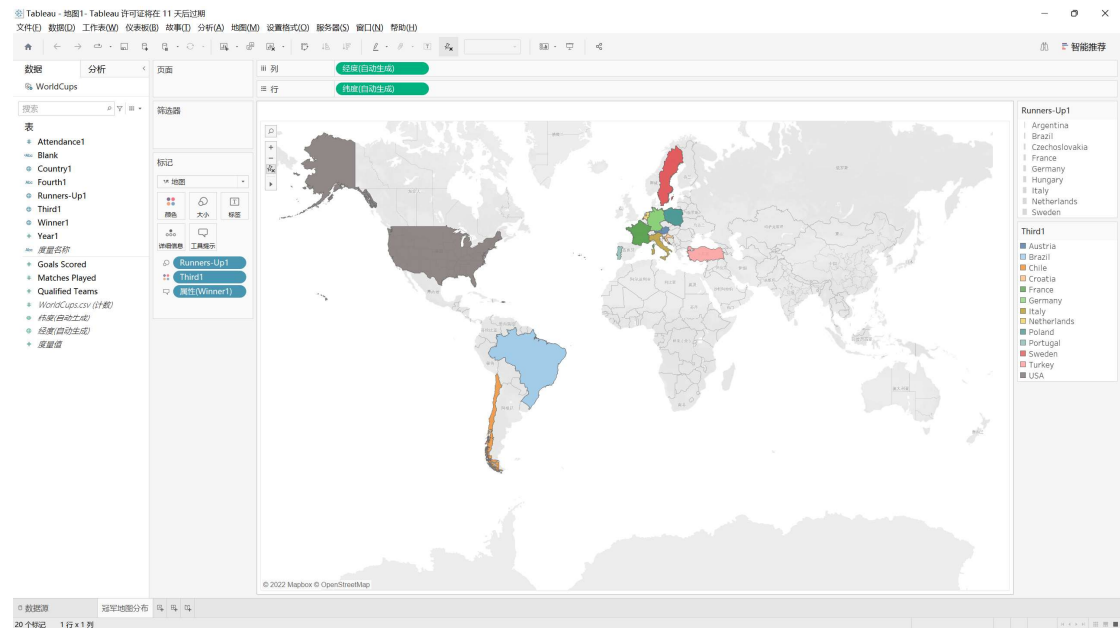 Tableau - 地图1- Tableau 许可证将在 11 天后过期
文件(F) 数据(D) 工作表(W) 仪表板(B) 故事(T) 分析(A) 地图(M) 设置格式(O) 服务器(S) 窗口(N) 帮助(H)
智能推荐
数据 分析
WorldCups
搜索
表
Attendance1
Abc Blank
Country1
Abc Fourth1
Runners-Up1
Third1
Winner1
Year1
Abc 度量名称
Goals Scored
Matches Played
Qualified Teams
WorldCups.csv (计数)
纬度(自动生成)
经度(自动生成)
度量值
页面
筛选器
标记
地图
颜色 大小 标签
详细信息 工具提示
Runners-Up1
Third1
属性(Winner1)
列 经度(自动生成)
行 纬度(自动生成)
© 2022 Mapbox © OpenStreetMap
Runners-Up1
Argentina
Brazil
Czechoslovakia
France
Germany
Hungary
Italy
Netherlands
Sweden
Third1
Austria
Brazil
Chile
Croatia
France
Germany
Italy
Netherlands
Poland
Portugal
Sweden
Turkey
USA
数据源 冠军地图分布
20 个标记 1 行 x 1 列